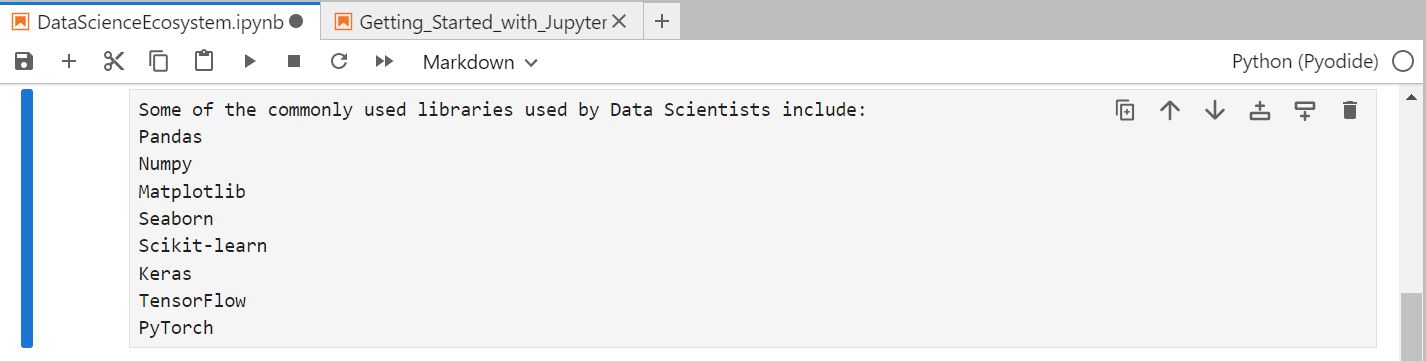 DataScienceEcosystem.ipynb
Getting_Started_with_Jupyter
Markdown
Python (Pyodide)
Some of the commonly used libraries used by Data Scientists include:
Pandas
Numpy
Matplotlib
Seaborn
Scikit-learn
Keras
TensorFlow
PyTorch